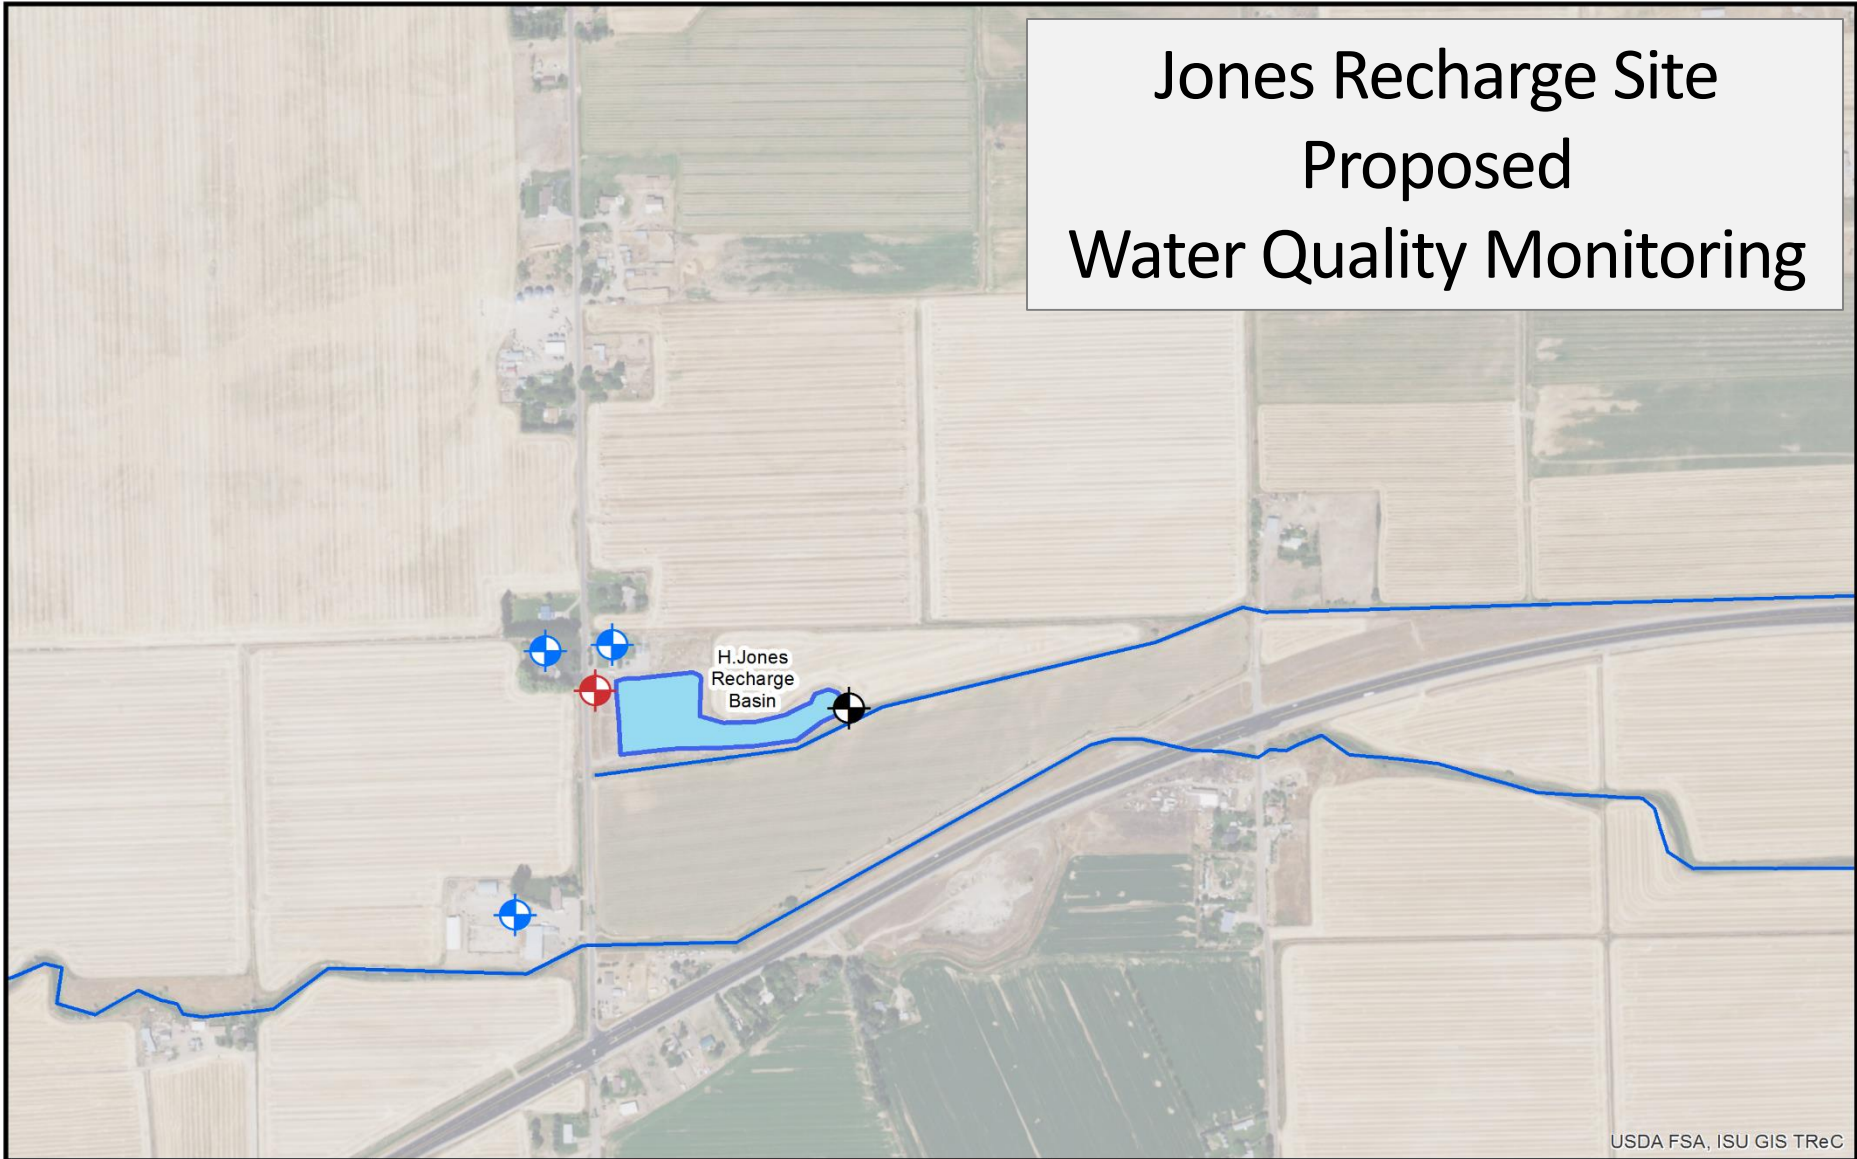 Jones Recharge Site
Proposed
Water Quality Monitoring
H.Jones
Recharge
Basin
USDA FSA, ISU GIS TReC